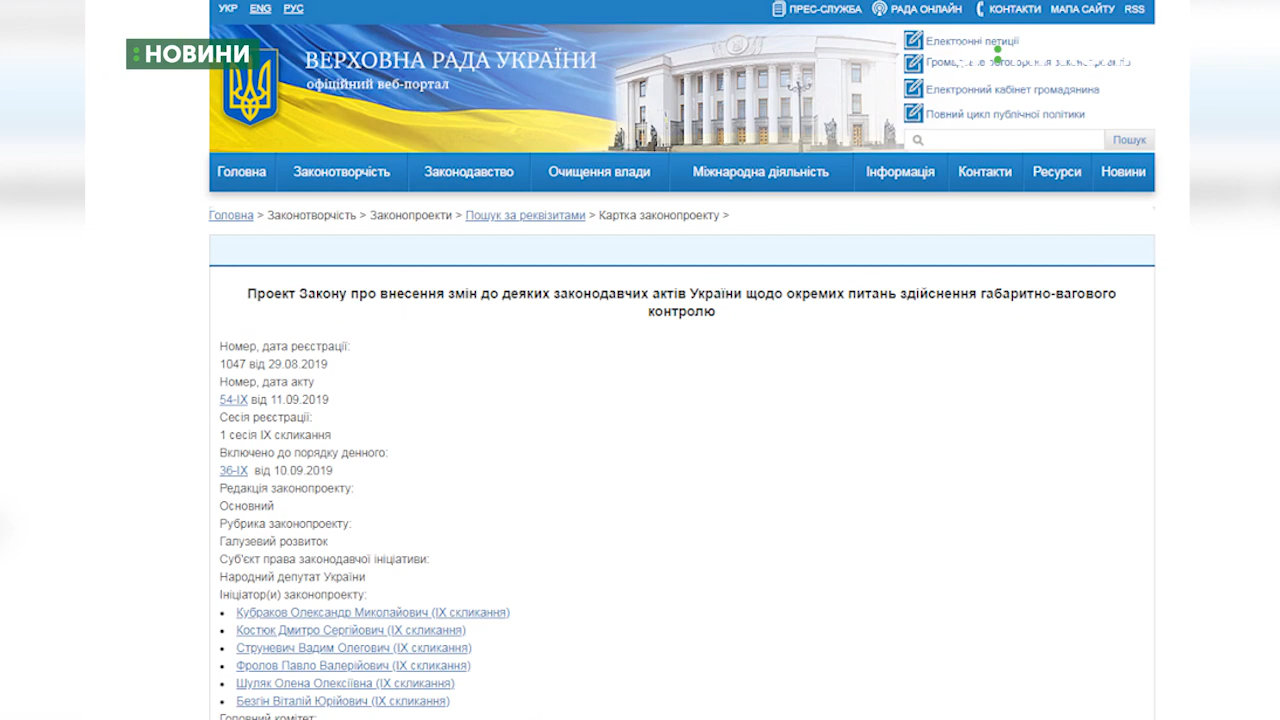 УКР ENG РУС ПРЕС-СЛУЖБА РАДА ОНЛАЙН КОНТАКТИ МАПА САЙТУ RSS
НОВИНИ
ВЕРХОВНА РАДА УКРАЇНИ
офіційний веб-портал
Електронні петиції
Електронний кабінет громадянина
Повний цикл публічної політики
Пошук
Головна Законотворчість Законодавство Очищення влади Міжнародна діяльність Інформація Контакти Ресурси Новини
Головна > Законотворчість > Законопроекти > Пошук за реквізитами > Картка законопроекту >
Проект Закону про внесення змін до деяких законодавчих актів України щодо окремих питань здійснення габаритно-вагового
контролю
Номер, дата реєстрації:
1047 від 29.08.2019
Номер, дата акту
54-IX від 11.09.2019
Сесія реєстрації:
1 сесія IX скликання
Включено до порядку денного:
36-IX від 10.09.2019
Редакція законопроекту:
Основний
Рубрика законопроекту:
Галузевий розвиток
Суб'єкт права законодавчої ініціативи:
Народний депутат України
Ініціатор(и) законопроекту:
• Кубраков Олександр Миколайович (IX скликання)
• Костюк Дмитро Сергійович (IX скликання)
• Струневич Вадим Олегович (IX скликання)
• Фролов Павло Валерійович (IX скликання)
• Шуляк Олена Олексіївна (IX скликання)
• Безгін Віталій Юрійович (IX скликання)
Головний комітет: